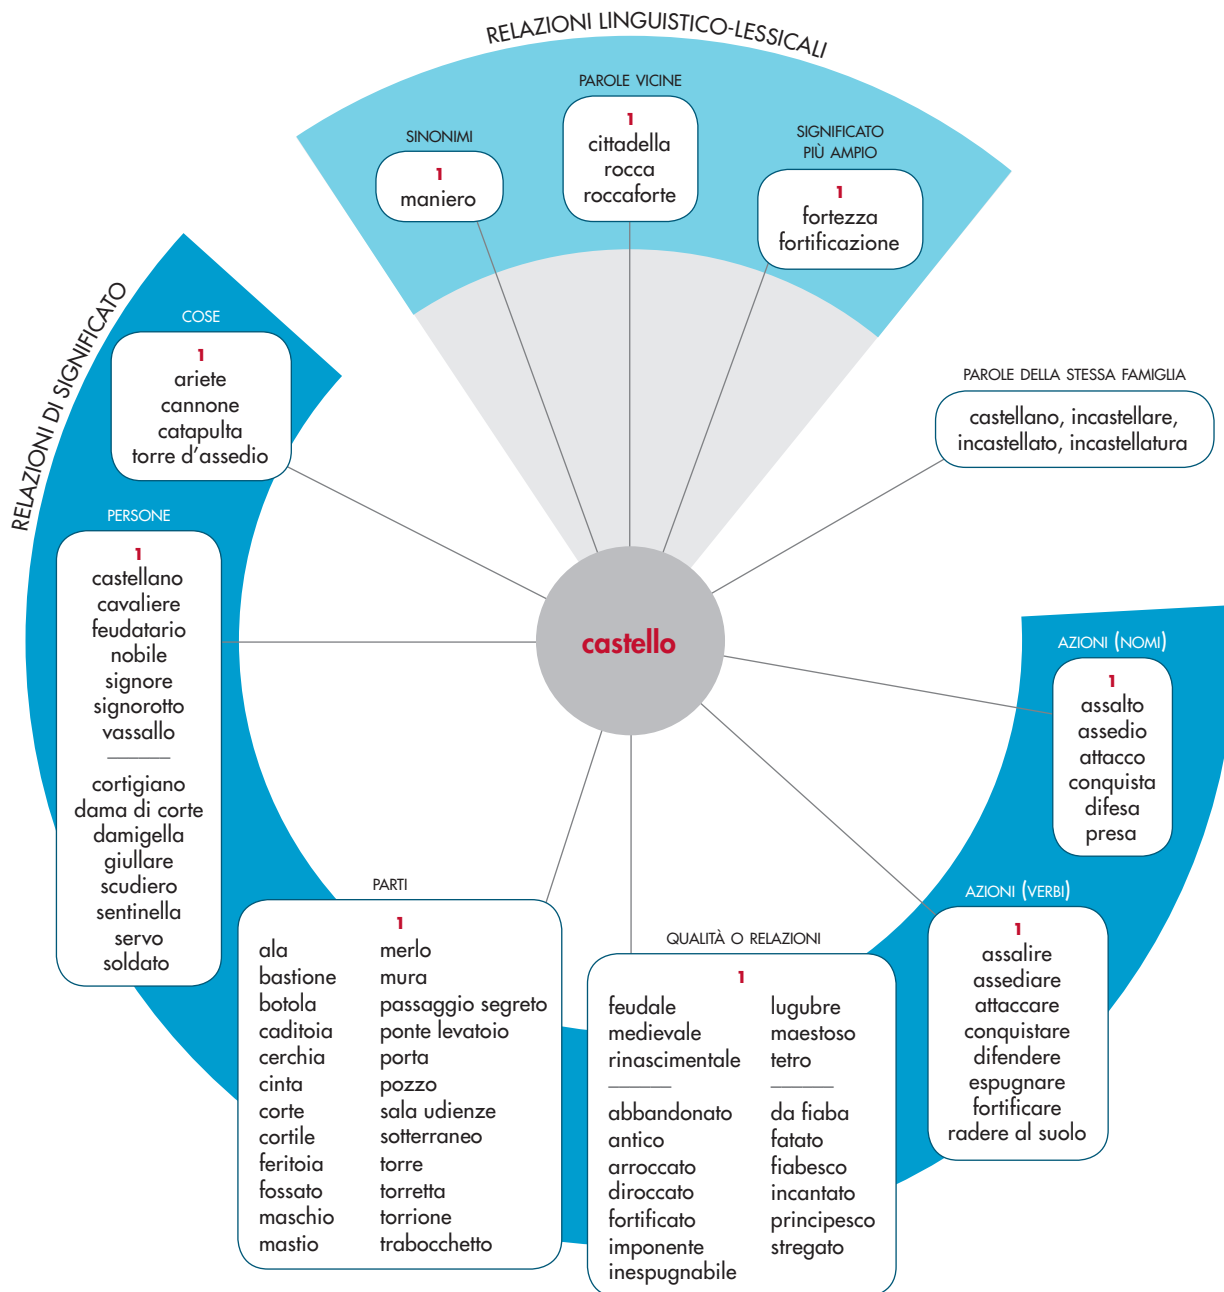 RELAZIONI LINGUISTICO-LESSICALI
SINONIMI
1
maniero
PAROLE VICINE
1
cittadella
rocca
roccaforte
SIGNIFICATO
PIÙ AMPIO
1
fortezza
fortificazione
PAROLE DELLA STESSA FAMIGLIA
castellano, incastellare,
incastellato, incastellatura
castello
RELAZIONI DI SIGNIFICATO
COSE
1
ariete
cannone
catapulta
torre d'assedio
PERSONE
1
castellano
cavaliere
feudatario
nobile
signore
signorotto
vassallo
cortigiano
dama di corte
damigella
giullare
scudiero
sentinella
servo
soldato
PARTI
1
ala
bastione
botola
caditoia
cerchia
cinta
corte
cortile
feritoia
fossato
maschio
mastio
merlo
mura
passaggio segreto
ponte levatoio
porta
pozzo
sala udienze
sotterraneo
torre
torretta
torrione
trabocchetto
QUALITÀ O RELAZIONI
1
feudale
medievale
rinascimentale
abbandonato
antico
arroccato
diroccato
fortificato
imponente
inespugnabile
lugubre
maestoso
tetro
da fiaba
fatato
fiabesco
incantato
principesco
stregato
AZIONI (VERBI)
1
assalire
assediare
attaccare
conquistare
difendere
espugnare
fortificare
radere al suolo
AZIONI (NOMI)
1
assalto
assedio
attacco
conquista
difesa
presa